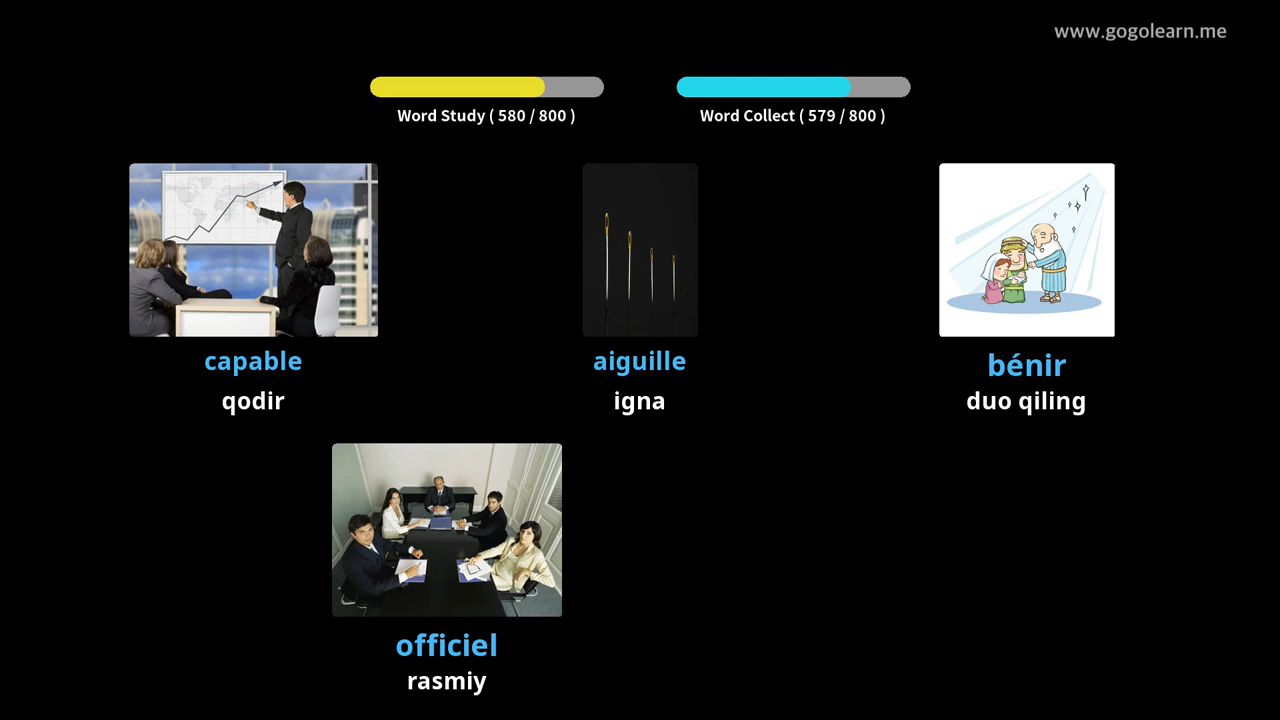 www.gogolearn.me
Word Study ( 580 / 800 )
Word Collect ( 579 / 800 )
capable
aiguille
bénir
qodir
igna
duo qiling
officiel
rasmiy